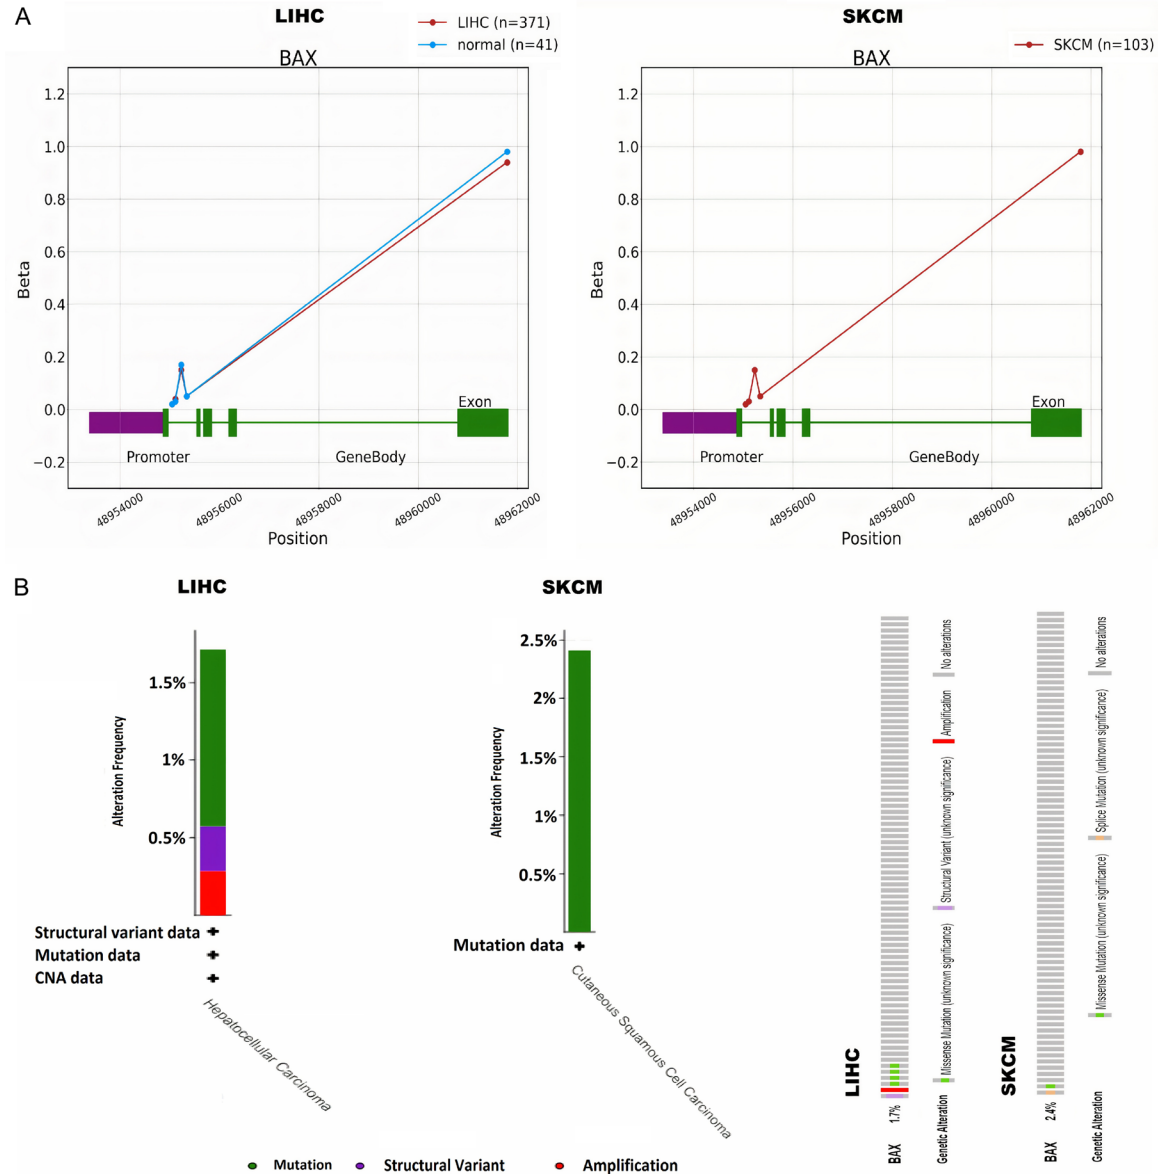 A
LIHC
LIHC (n=371)
normal (n=41)
BAX
1.2
1.0
0.8
0.6
0.4
0.2
0.0
−0.2
Beta
Exon
Promoter
GeneBody
48954000
48956000
48958000
48960000
48962000
Position
SKCM
SKCM (n=103)
BAX
1.2
1.0
0.8
0.6
0.4
0.2
0.0
−0.2
Beta
Exon
Promoter
GeneBody
48954000
48956000
48958000
48960000
48962000
Position
B
LIHC
1.5%
1%
0.5%
Alteration Frequency
Structural variant data +
Mutation data +
CNA data +
Hepatocellular Carcinoma
SKCM
2.5%
2%
1.5%
1%
0.5%
Alteration Frequency
Mutation data +
Cutaneous Squamous Cell Carcinoma
Mutation
Structural Variant
Amplification
LIHC
BAX 1.7%
Genetic Alteration
Missense Mutation (unknown significance)
Structural Variant (unknown significance)
Amplification
No alterations
SKCM
BAX 2.4%
Genetic Alteration
Missense Mutation (unknown significance)
Splice Mutation (unknown significance)
No alterations